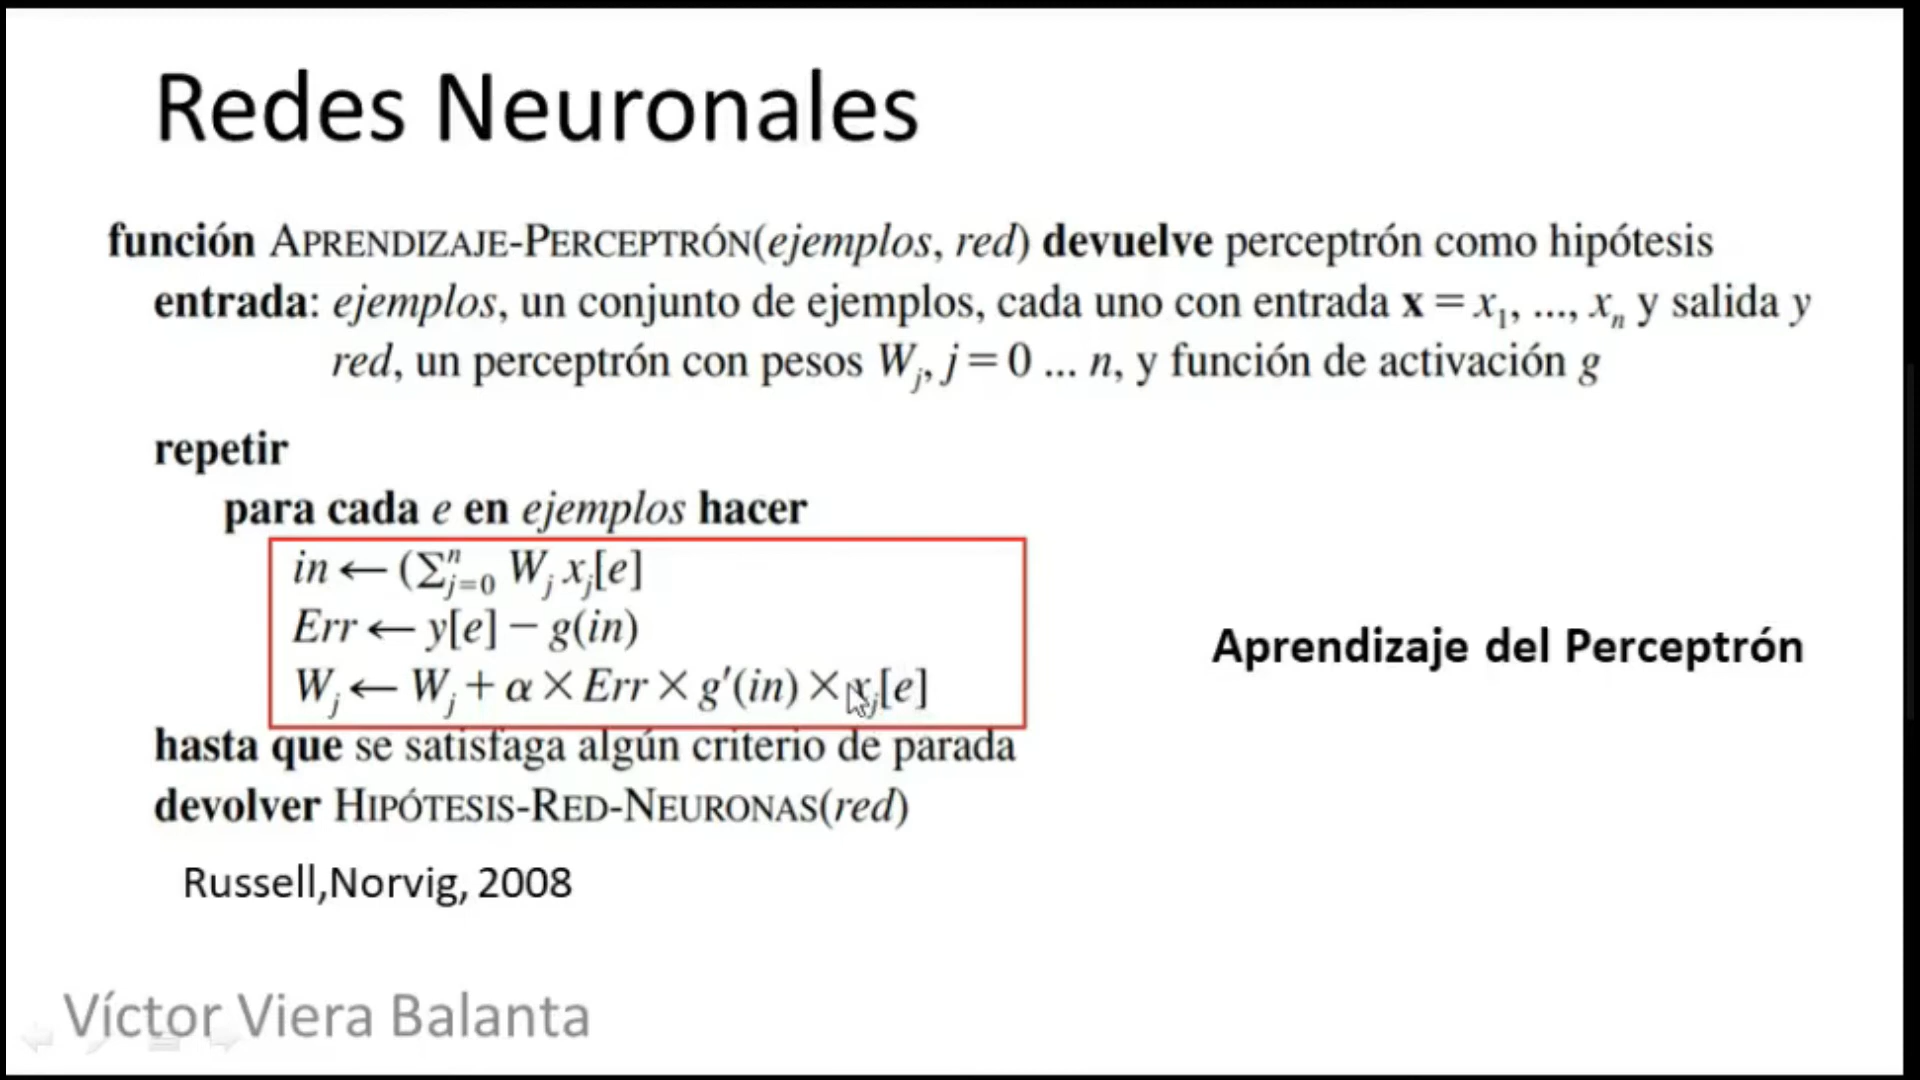 Redes Neuronales
función APRENDIZAJE-PERCEPTRÓN(ejemplos, red) devuelve perceptrón como hipótesis
entrada: ejemplos, un conjunto de ejemplos, cada uno con entrada x = x₁, ..., xₙ y salida y
red, un perceptrón con pesos Wⱼ, j = 0 ... n, y función de activación g
repetir
para cada e en ejemplos hacer
in ← (Σⁿⱼ₌₀ Wⱼ xⱼ[e]
Err ← y[e] − g(in)
Wⱼ ← Wⱼ + α × Err × g′(in) × xⱼ[e]
Aprendizaje del Perceptrón
hasta que se satisfaga algún criterio de parada
devolver HIPÓTESIS-RED-NEURONAS(red)
Russell,Norvig, 2008
Víctor Viera Balanta